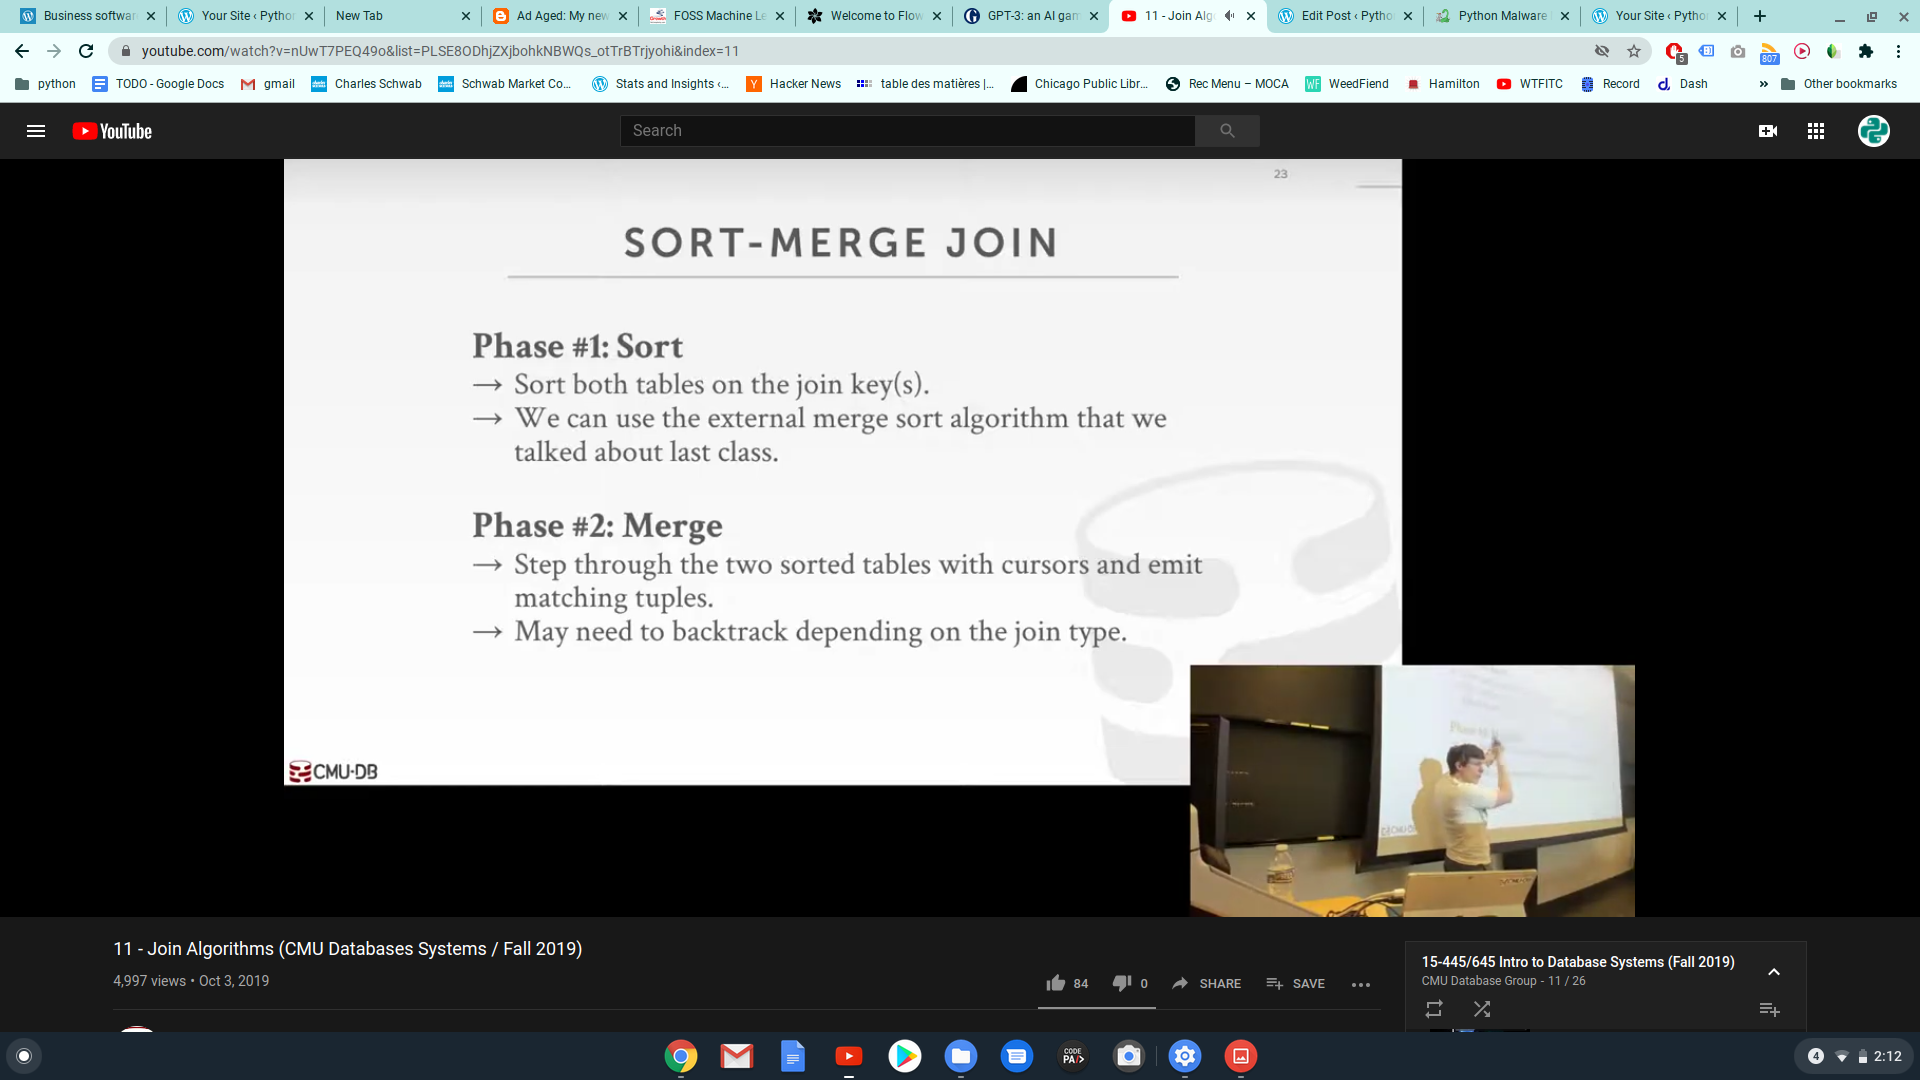 Business softwar
Your Site ‹ Pytho
New Tab
Ad Aged: My new
FOSS Machine Le
Welcome to Flow
GPT-3: an AI gam
11 - Join Alg
Edit Post ‹ Pytho
Python Malware
Your Site ‹ Pytho
youtube.com/watch?v=nUwT7PEQ49o&list=PLSE8ODhjZXjbohkNBWQs_otTrBTrjyohi&index=11
5
807
python
TODO - Google Docs
gmail
Charles Schwab
Schwab Market Co...
Stats and Insights ‹...
Hacker News
table des matières |...
Chicago Public Libr...
Rec Menu – MOCA
WeedFiend
Hamilton
WTFITC
Record
Dash
»
Other bookmarks
YouTube
Search
23
SORT-MERGE JOIN
Phase #1: Sort
→ Sort both tables on the join key(s).
→ We can use the external merge sort algorithm that we
talked about last class.
Phase #2: Merge
→ Step through the two sorted tables with cursors and emit
matching tuples.
→ May need to backtrack depending on the join type.
CMU·DB
11 - Join Algorithms (CMU Databases Systems / Fall 2019)
4,997 views • Oct 3, 2019
84
0
SHARE
SAVE
15-445/645 Intro to Database Systems (Fall 2019)
CMU Database Group - 11 / 26
CODE
PA/>
4
2:12